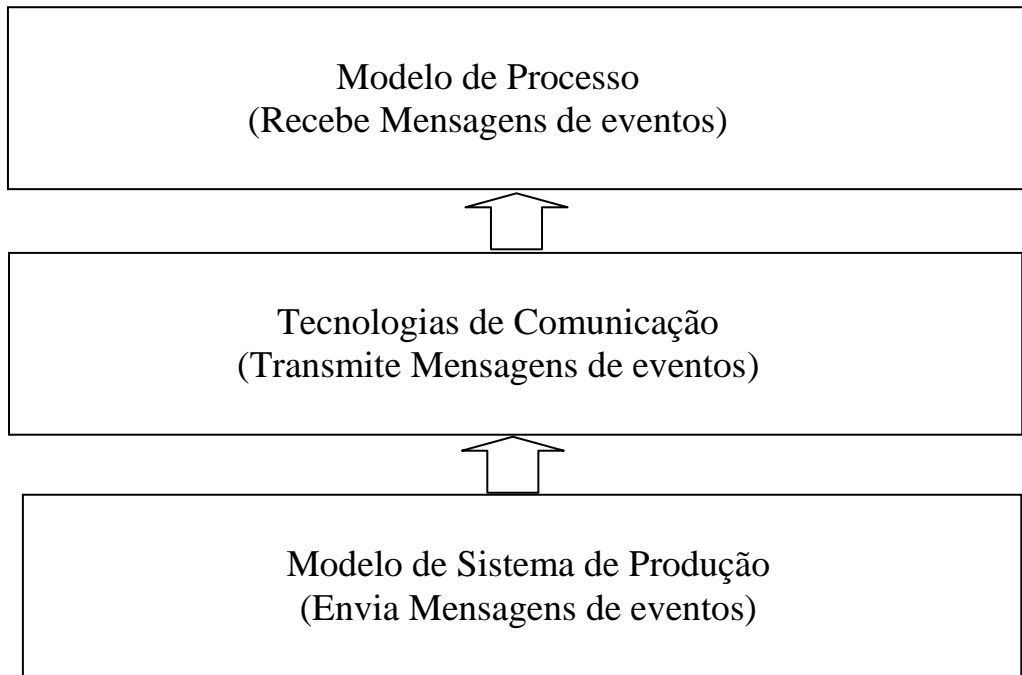 Modelo de Processo
(Recebe Mensagens de eventos)
Tecnologias de Comunicação
(Transmite Mensagens de eventos)
Modelo de Sistema de Produção
(Envia Mensagens de eventos)